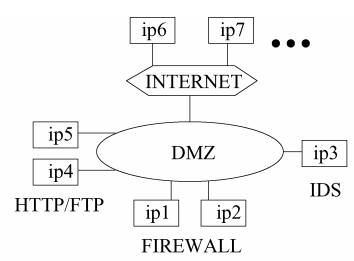 ip6
ip7
INTERNET
ip5
DMZ
ip3
ip4
HTTP/FTP
IDS
ip1
ip2
FIREWALL